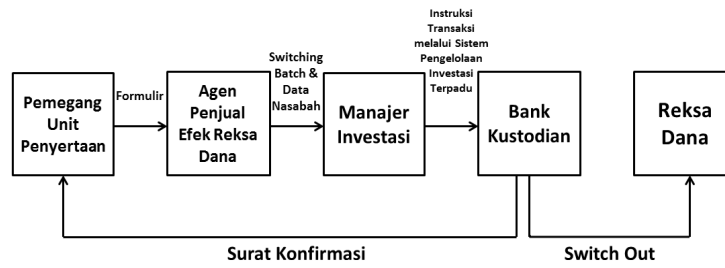 Pemegang
Unit
Penyertaan
Formulir
Agen
Penjual
Efek Reksa
Dana
Switching
Batch &
Data
Nasabah
Manajer
Investasi
Instruksi
Transaksi
melalui Sistem
Pengelolaan
Investasi
Terpadu
Bank
Kustodian
Reksa
Dana
Surat Konfirmasi
Switch Out